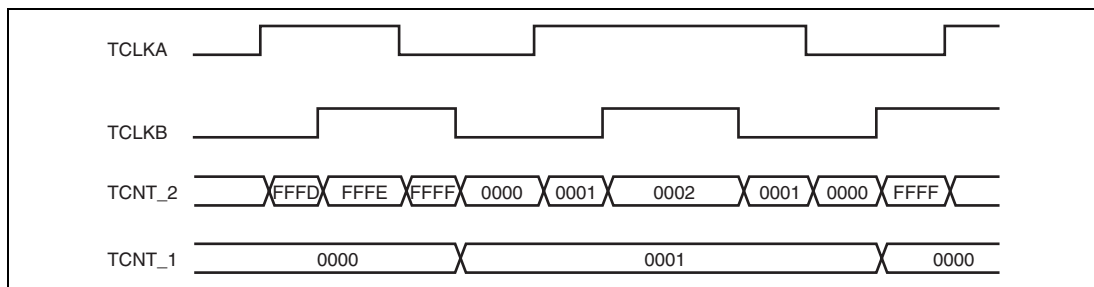 TCLKA
TCLKB
TCNT_2 FFFD FFFE FFFF 0000 0001 0002 0001 0000 FFFF
TCNT_1 0000 0001 0000